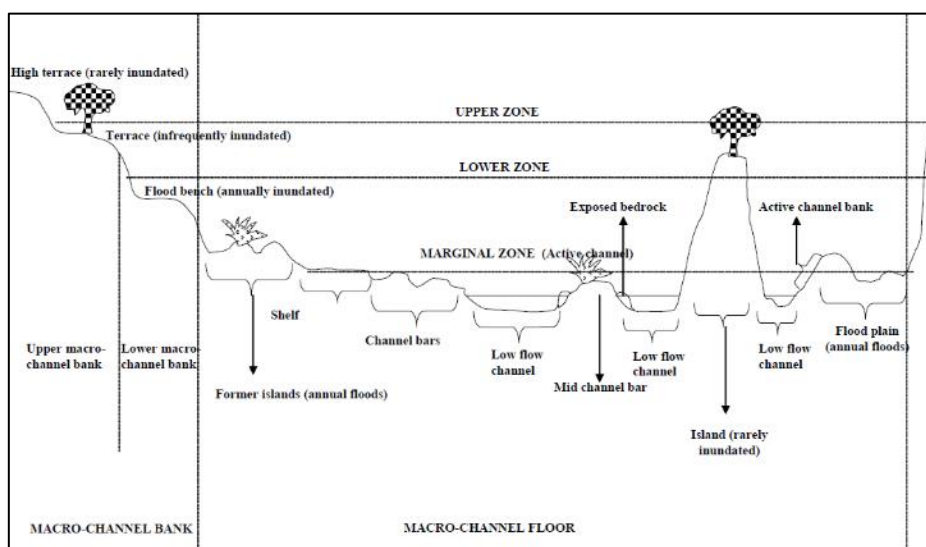 High terrace (rarely inundated)
UPPER ZONE
Terrace (infrequently inundated)
LOWER ZONE
Flood bench (annually inundated)
Exposed bedrock
Active channel bank
MARGINAL ZONE (Active channel)
Shelf
Channel bars
Low flow
channel
Mid channel bar
Low flow
channel
Low flow
channel
Flood plain
(annual floods)
Upper macro-
channel bank
Lower macro-
channel bank
Former islands (annual floods)
Island (rarely
inundated)
MACRO-CHANNEL BANK
MACRO-CHANNEL FLOOR